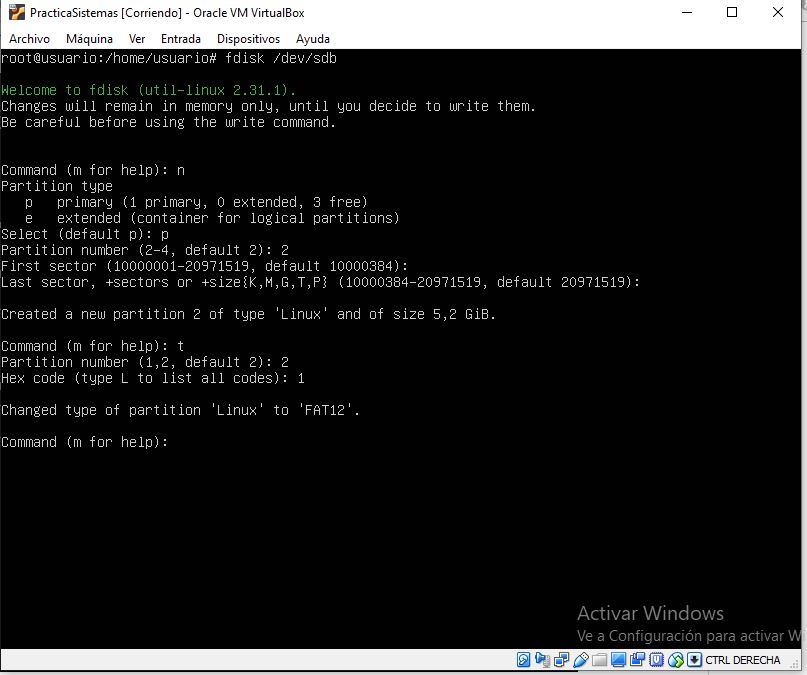 PracticaSistemas [Corriendo] - Oracle VM VirtualBox
Archivo Máquina Ver Entrada Dispositivos Ayuda
root@usuario:/home/usuario# fdisk /dev/sdb
Welcome to fdisk (util-linux 2.31.1).
Changes will remain in memory only, until you decide to write them.
Be careful before using the write command.
Command (m for help): n
Partition type
p primary (1 primary, 0 extended, 3 free)
e extended (container for logical partitions)
Select (default p): p
Partition number (2-4, default 2): 2
First sector (10000001-20971519, default 10000384):
Last sector, +sectors or +size{K,M,G,T,P} (10000384-20971519, default 20971519):
Created a new partition 2 of type 'Linux' and of size 5,2 GiB.
Command (m for help): t
Partition number (1,2, default 2): 2
Hex code (type L to list all codes): 1
Changed type of partition 'Linux' to 'FAT12'.
Command (m for help):
Activar Windows
Ve a Configuración para activar W
CTRL DERECHA